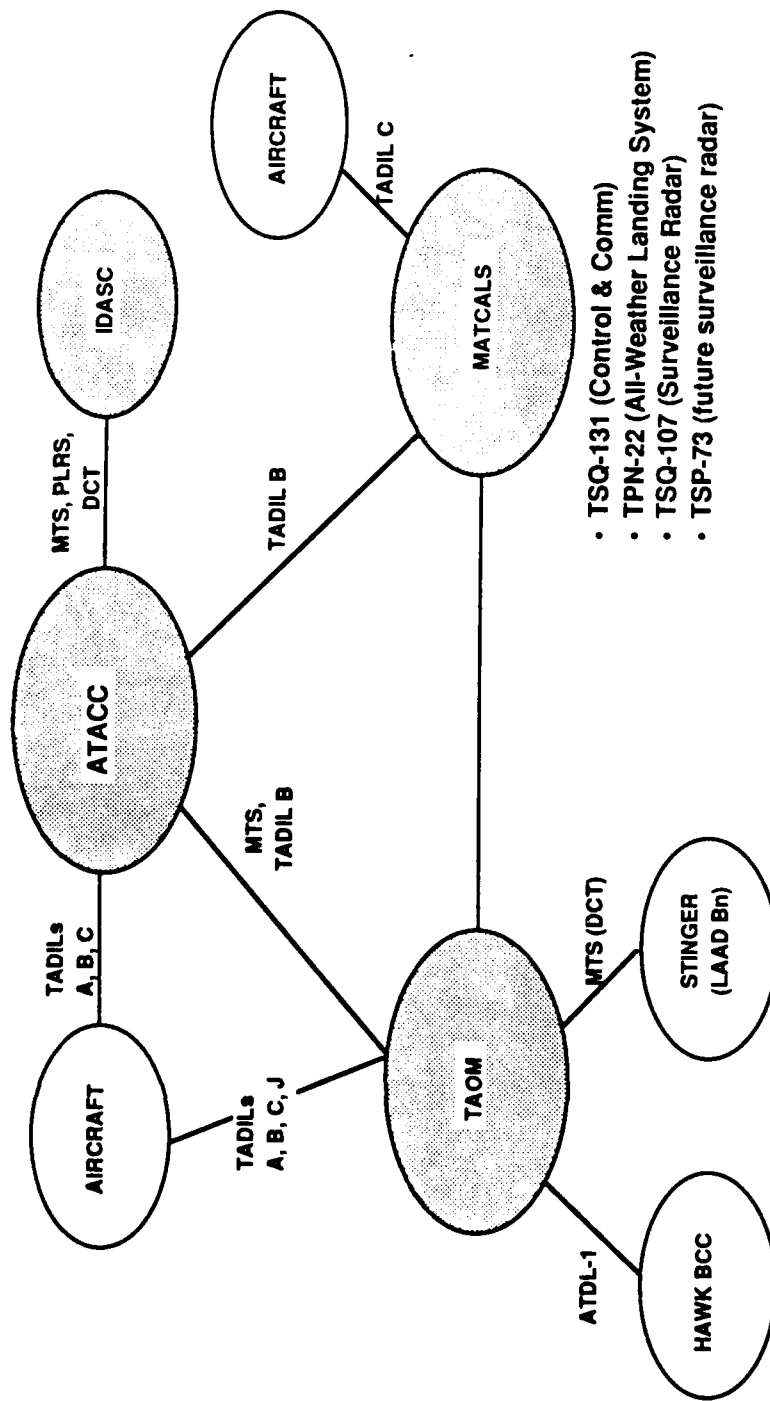 AIRCRAFT
TADILs
A, B, C
ATACC
MTS, PLRS,
DCT
IDASC
TADILs
A, B, C, J
MTS,
TADIL B
TADIL B
AIRCRAFT
TADIL C
TAOM
MATCALS
ATDL-1
MTS (DCT)
HAWK BCC
STINGER
(LAAD Bn)
• TSQ-131 (Control & Comm)
• TPN-22 (All-Weather Landing System)
• TSQ-107 (Surveillance Radar)
• TSP-73 (future surveillance radar)